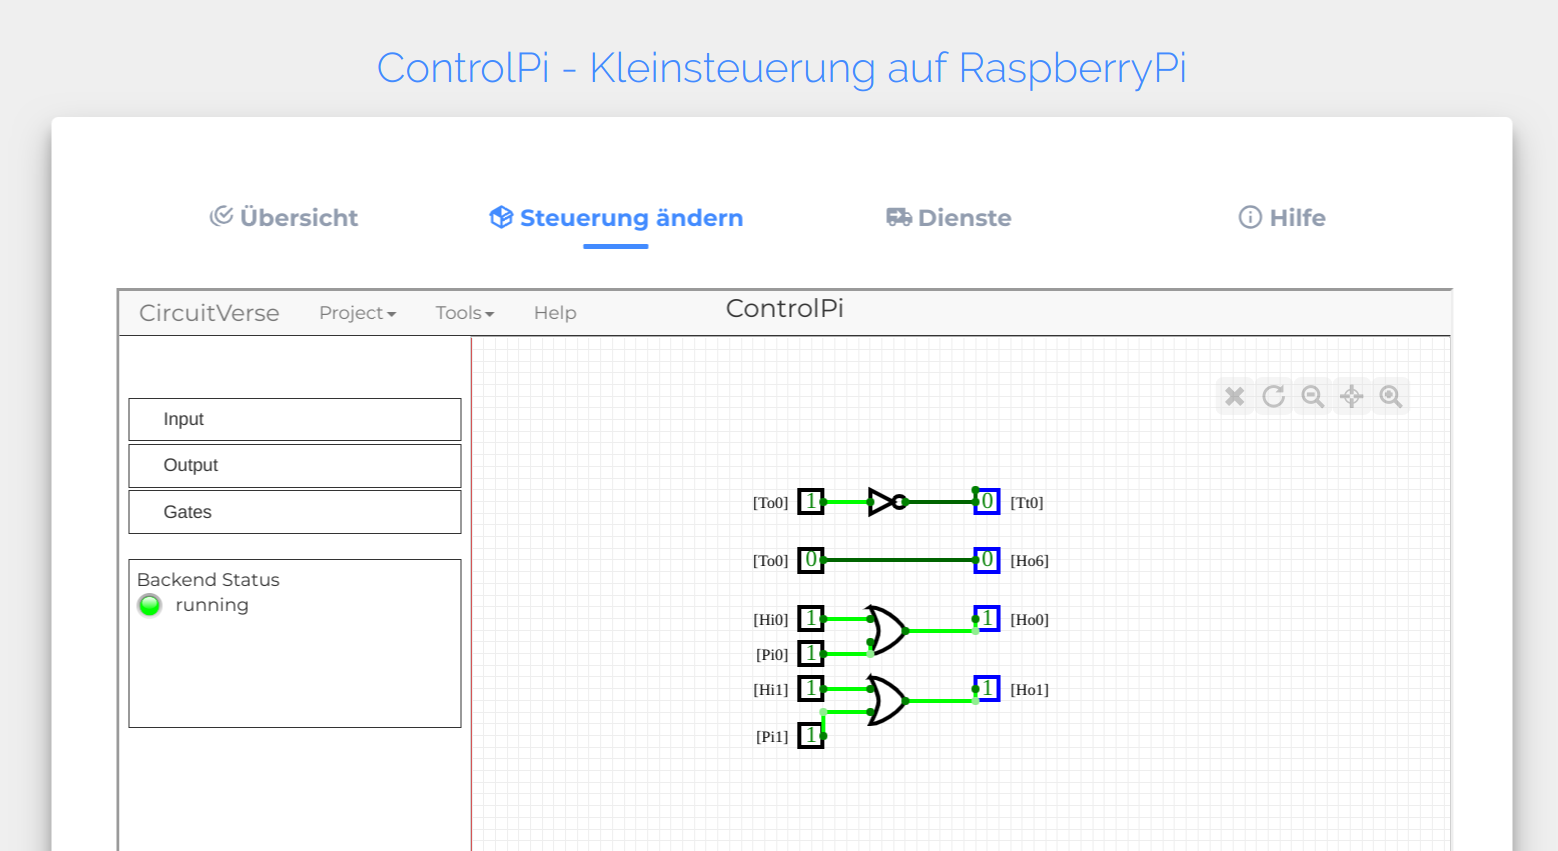 ControlPi - Kleinsteuerung auf RaspberryPi
Übersicht
Steuerung ändern
Dienste
Hilfe
CircuitVerse Project Tools Help ControlPi
Input
Output
Gates
Backend Status
running
[To0] 1 0 [Tt0]
[To0] 0 0 [Ho6]
[Hi0] 1 1 [Ho0]
[Pi0] 1
[Hi1] 1 1 [Ho1]
[Pi1] 1